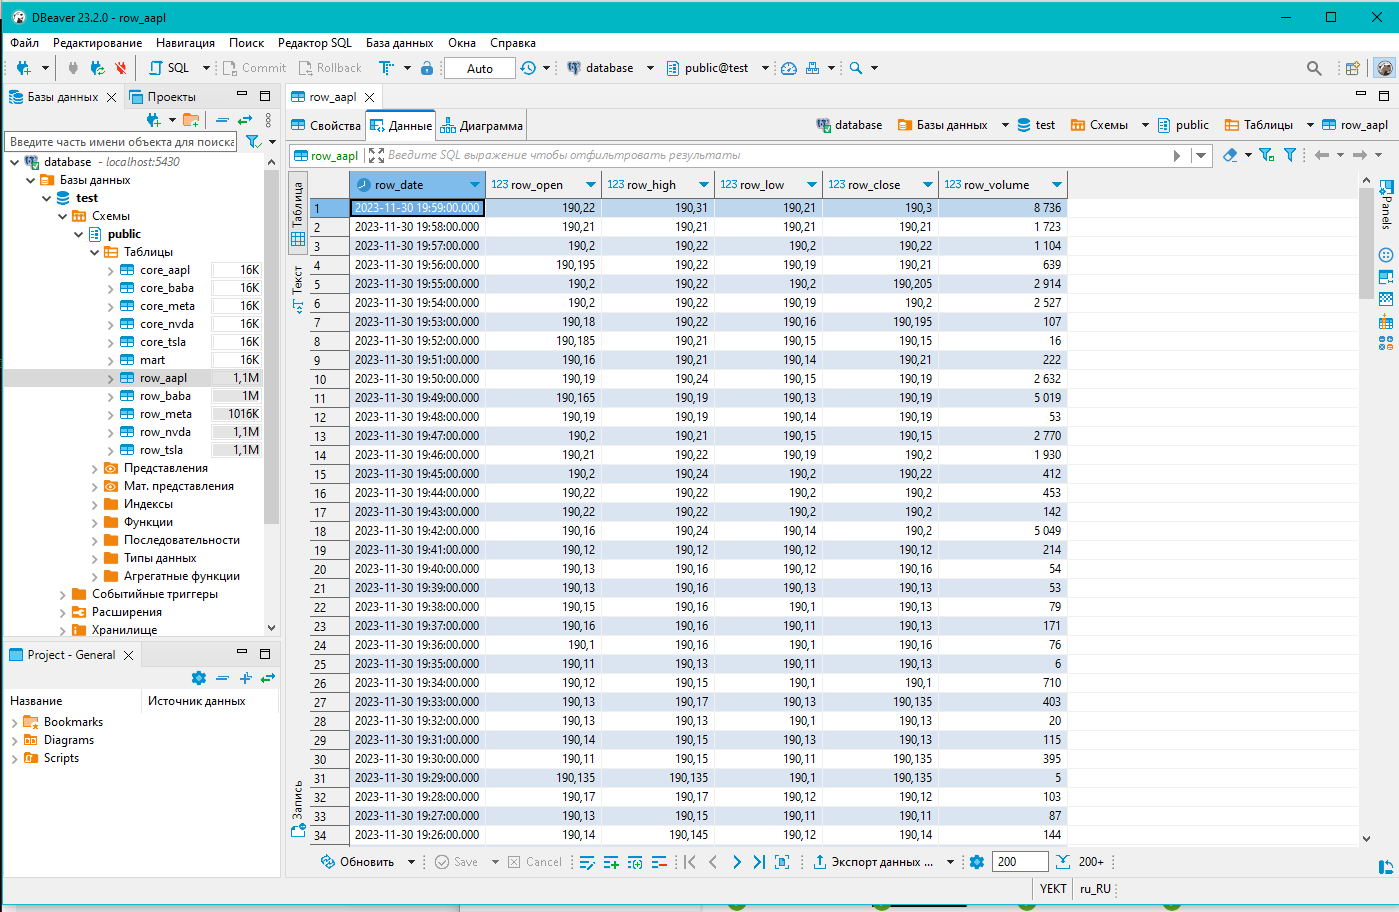 DBeaver 23.2.0 - row_aapl
Файл Редактирование Навигация Поиск Редактор SQL База данных Окна Справка
SQL Commit Rollback Auto database public@test
Базы данных Проекты
Введите часть имени объекта для поиска
database - localhost:5430
Базы данных
test
Схемы
public
Таблицы
core_aapl 16K
core_baba 16K
core_meta 16K
core_nvda 16K
core_tsla 16K
mart 16K
row_aapl 1,1M
row_baba 1M
row_meta 1016K
row_nvda 1,1M
row_tsla 1,1M
Представления
Мат. представления
Индексы
Функции
Последовательности
Типы данных
Агрегатные функции
Событийные триггеры
Расширения
Хранилище
Project - General
Название Источник данных
Bookmarks
Diagrams
Scripts
row_aapl
Свойства Данные Диаграмма
database Базы данных test Схемы public Таблицы row_aapl
row_aapl Введите SQL выражение чтобы отфильтровать результаты
Таблица
Текст
Запись
row_date 123 row_open 123 row_high 123 row_low 123 row_close 123 row_volume
1 2023-11-30 19:59:00.000 190,22 190,31 190,21 190,3 8 736
2 2023-11-30 19:58:00.000 190,21 190,21 190,21 190,21 1 723
3 2023-11-30 19:57:00.000 190,2 190,22 190,2 190,22 1 104
4 2023-11-30 19:56:00.000 190,195 190,22 190,19 190,21 639
5 2023-11-30 19:55:00.000 190,2 190,22 190,2 190,205 2 914
6 2023-11-30 19:54:00.000 190,2 190,22 190,19 190,2 2 527
7 2023-11-30 19:53:00.000 190,18 190,22 190,16 190,195 107
8 2023-11-30 19:52:00.000 190,185 190,21 190,15 190,15 16
9 2023-11-30 19:51:00.000 190,16 190,21 190,14 190,21 222
10 2023-11-30 19:50:00.000 190,19 190,24 190,15 190,19 2 632
11 2023-11-30 19:49:00.000 190,165 190,19 190,13 190,19 5 019
12 2023-11-30 19:48:00.000 190,19 190,19 190,14 190,19 53
13 2023-11-30 19:47:00.000 190,2 190,21 190,15 190,15 2 770
14 2023-11-30 19:46:00.000 190,21 190,22 190,19 190,2 1 930
15 2023-11-30 19:45:00.000 190,2 190,24 190,2 190,22 412
16 2023-11-30 19:44:00.000 190,22 190,22 190,2 190,2 453
17 2023-11-30 19:43:00.000 190,22 190,22 190,2 190,2 142
18 2023-11-30 19:42:00.000 190,16 190,24 190,14 190,2 5 049
19 2023-11-30 19:41:00.000 190,12 190,12 190,12 190,12 214
20 2023-11-30 19:40:00.000 190,13 190,16 190,12 190,16 54
21 2023-11-30 19:39:00.000 190,13 190,16 190,13 190,13 53
22 2023-11-30 19:38:00.000 190,15 190,16 190,1 190,13 79
23 2023-11-30 19:37:00.000 190,16 190,16 190,11 190,13 171
24 2023-11-30 19:36:00.000 190,1 190,16 190,1 190,16 76
25 2023-11-30 19:35:00.000 190,11 190,13 190,11 190,13 6
26 2023-11-30 19:34:00.000 190,12 190,15 190,1 190,1 710
27 2023-11-30 19:33:00.000 190,13 190,17 190,13 190,135 403
28 2023-11-30 19:32:00.000 190,13 190,13 190,1 190,13 20
29 2023-11-30 19:31:00.000 190,14 190,15 190,13 190,13 115
30 2023-11-30 19:30:00.000 190,11 190,15 190,11 190,135 395
31 2023-11-30 19:29:00.000 190,135 190,135 190,1 190,135 5
32 2023-11-30 19:28:00.000 190,17 190,17 190,12 190,12 103
33 2023-11-30 19:27:00.000 190,13 190,15 190,11 190,11 87
34 2023-11-30 19:26:00.000 190,14 190,145 190,12 190,14 144
Panels
Обновить Save Cancel Экспорт данных ... 200 200+
YEKT ru_RU